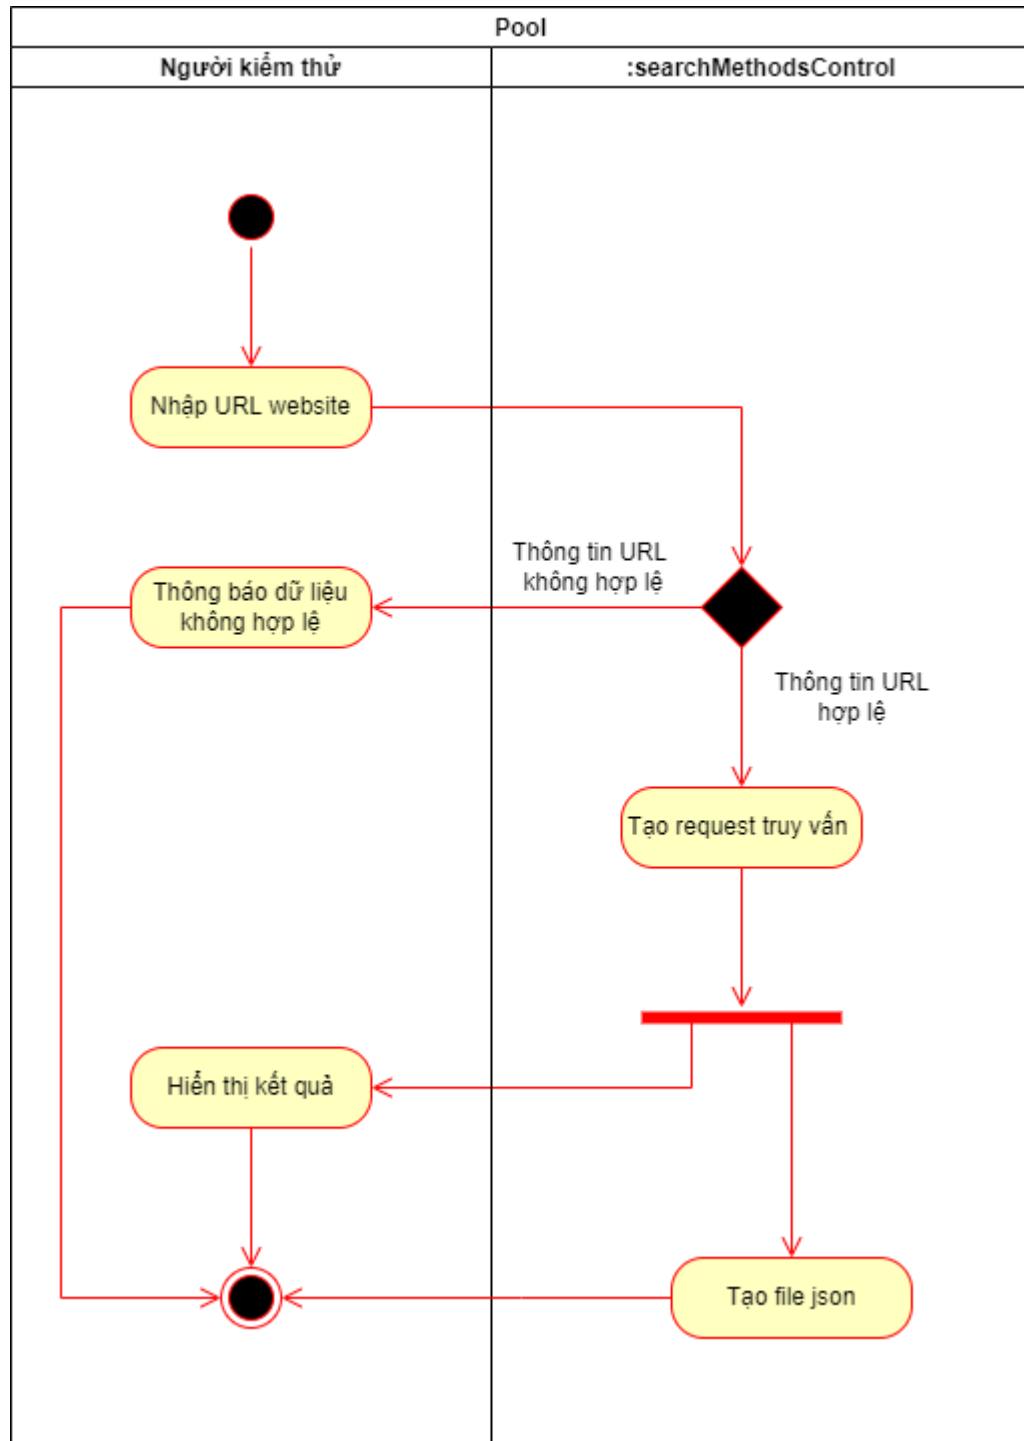 Pool
Người kiểm thử
:searchMethodsControl
Nhập URL website
Thông tin URL
không hợp lệ
Thông báo dữ liệu
không hợp lệ
Thông tin URL
hợp lệ
Tạo request truy vấn
Hiển thị kết quả
Tạo file json